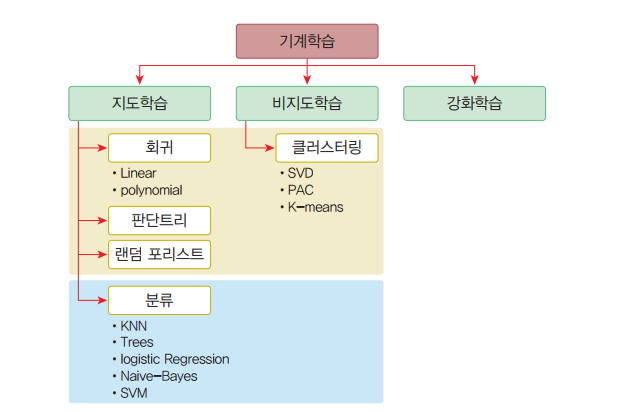 기계학습
지도학습
비지도학습
강화학습
회귀
• Linear
• polynomial
판단트리
랜덤 포리스트
분류
• KNN
• Trees
• logistic Regression
• Naive-Bayes
• SVM
클러스터링
• SVD
• PAC
• K-means